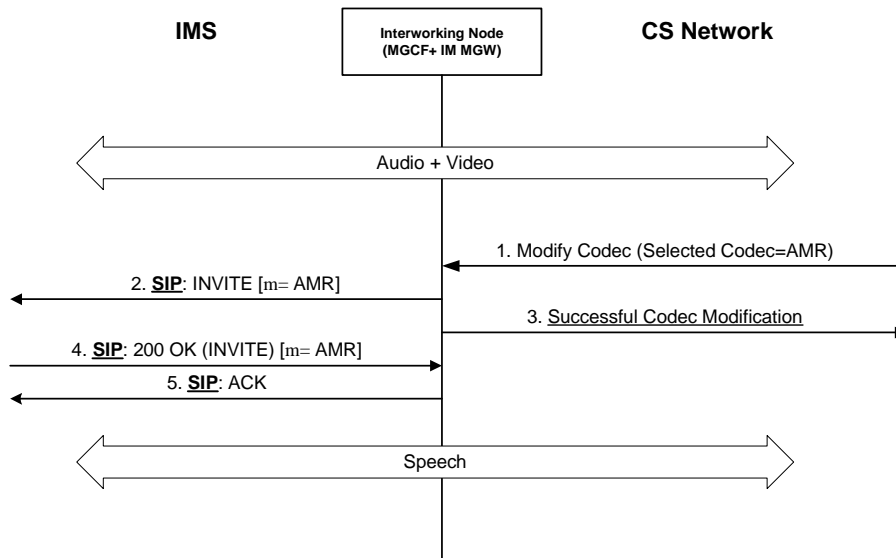 IMS
Interworking Node
(MGCF+ IM MGW)
CS Network
Audio + Video
1. Modify Codec (Selected Codec=AMR)
2. SIP: INVITE [m= AMR]
3. Successful Codec Modification
4. SIP: 200 OK (INVITE) [m= AMR]
5. SIP: ACK
Speech